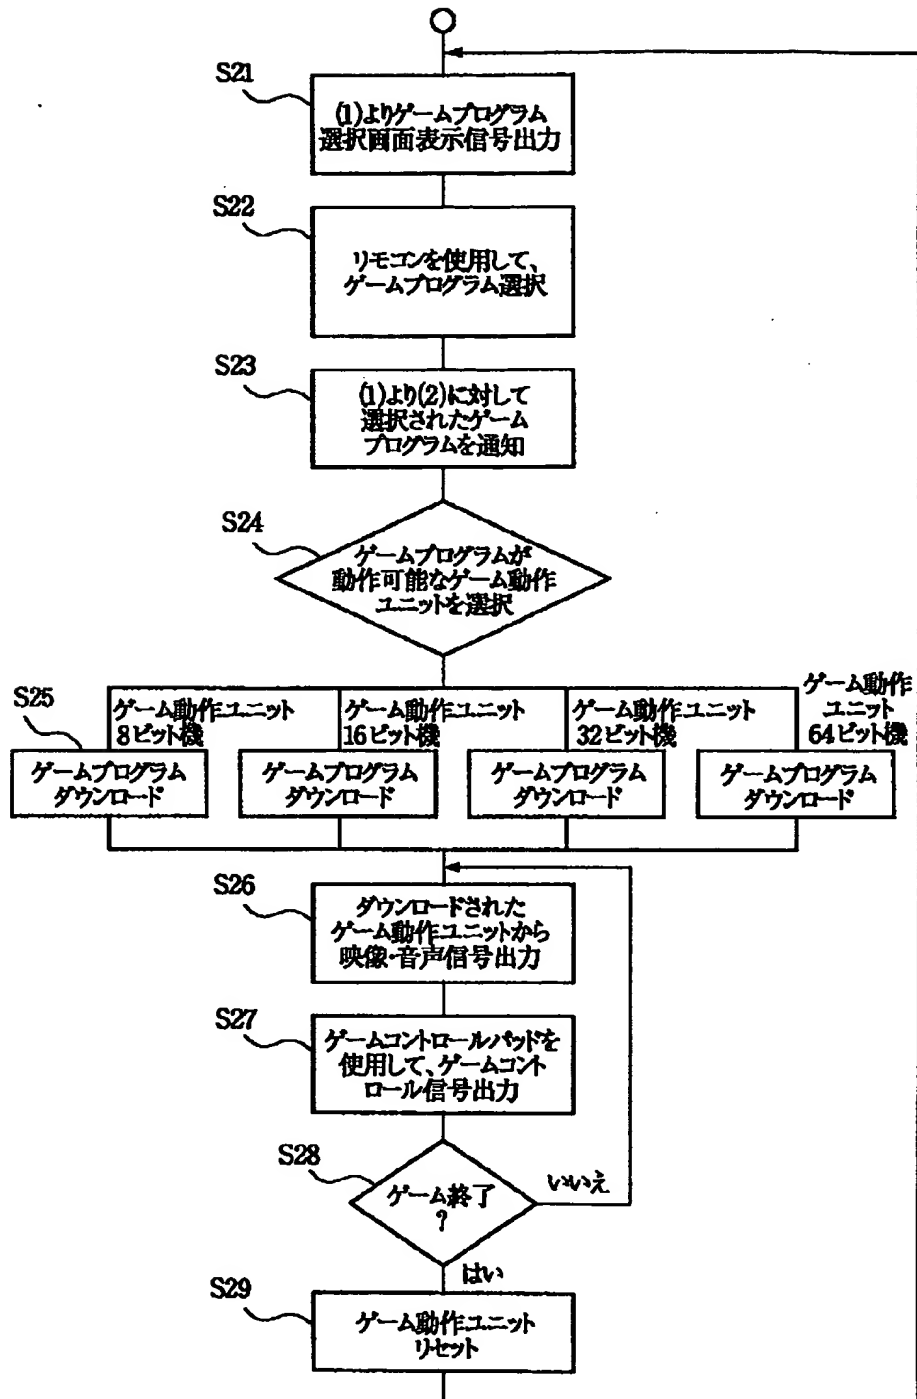 S21
(1)よりゲームプログラム
選択画面表示信号出力
S22
リモコンを使用して、
ゲームプログラム選択
S23
(1)より(2)に対して
選択されたゲーム
プログラムを通知
S24
ゲームプログラムが
動作可能なゲーム動作
ユニットを選択
S25
ゲーム動作ユニット
8ビット機
ゲームプログラム
ダウンロード
ゲーム動作ユニット
16ビット機
ゲームプログラム
ダウンロード
ゲーム動作ユニット
32ビット機
ゲームプログラム
ダウンロード
ゲーム動作
ユニット
64ビット機
ゲームプログラム
ダウンロード
S26
ダウンロードされた
ゲーム動作ユニットから
映像・音声信号出力
S27
ゲームコントロールパッドを
使用して、ゲームコント
ロール信号出力
S28
ゲーム終了
?
いいえ
はい
S29
ゲーム動作ユニット
リセット